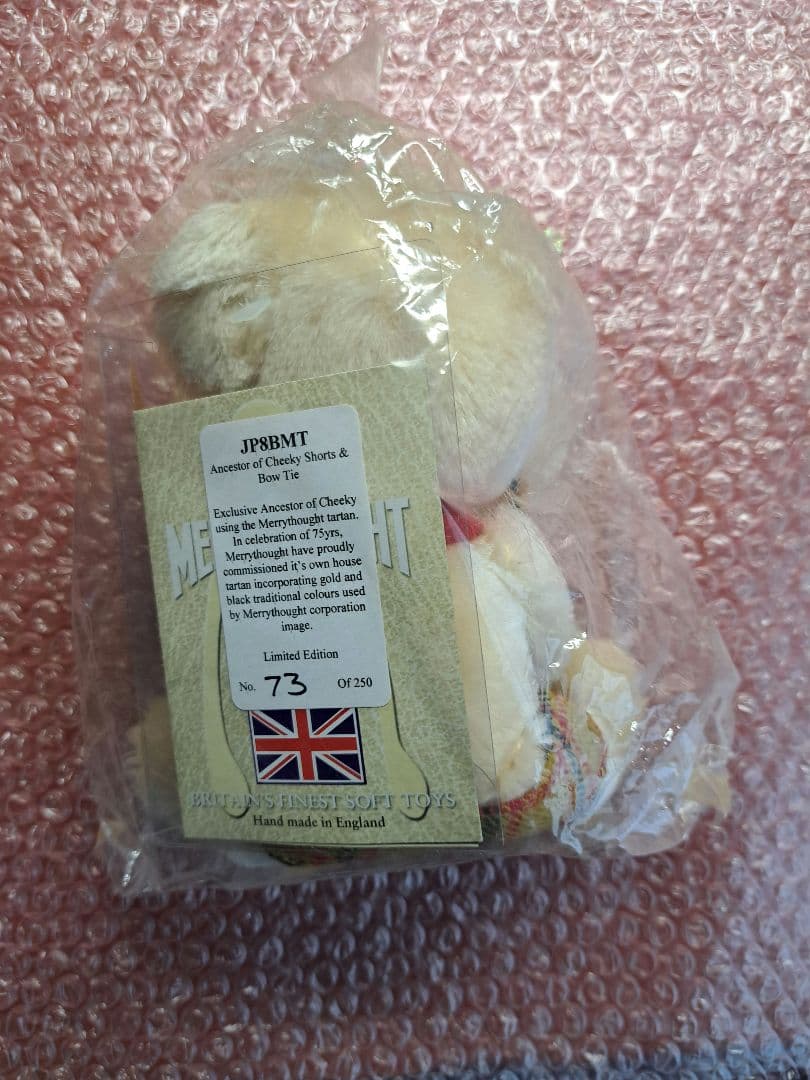 JP8BMT
Ancestor of Cheeky Shorts &
Bow Tie
Exclusive Ancestor of Cheeky
using the Merrythought tartan.
In celebration of 75yrs,
Merrythought have proudly
commissioned it's own house
tartan incorporating gold and
black traditional colours used
by Merrythought corporation
image.
Limited Edition
No. 73 Of 250
ME HT
BRITAIN'S FINEST SOFT TOYS
Hand made in England